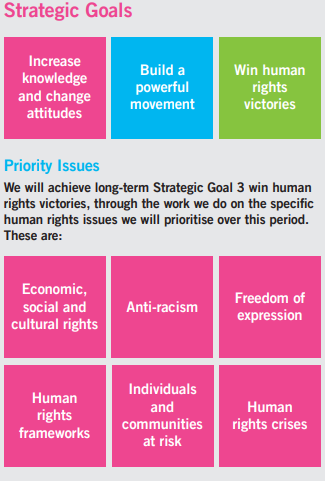 Strategic Goals
Increase
knowledge
and change
attitudes
Build a
powerful
movement
Win human
rights
victories
Priority Issues
We will achieve long-term Strategic Goal 3 win human
rights victories, through the work we do on the specific
human rights issues we will prioritise over this period.
These are:
Economic,
social and
cultural rights
Anti-racism
Freedom of
expression
Human
rights
frameworks
Individuals
and
communities
at risk
Human
rights crises